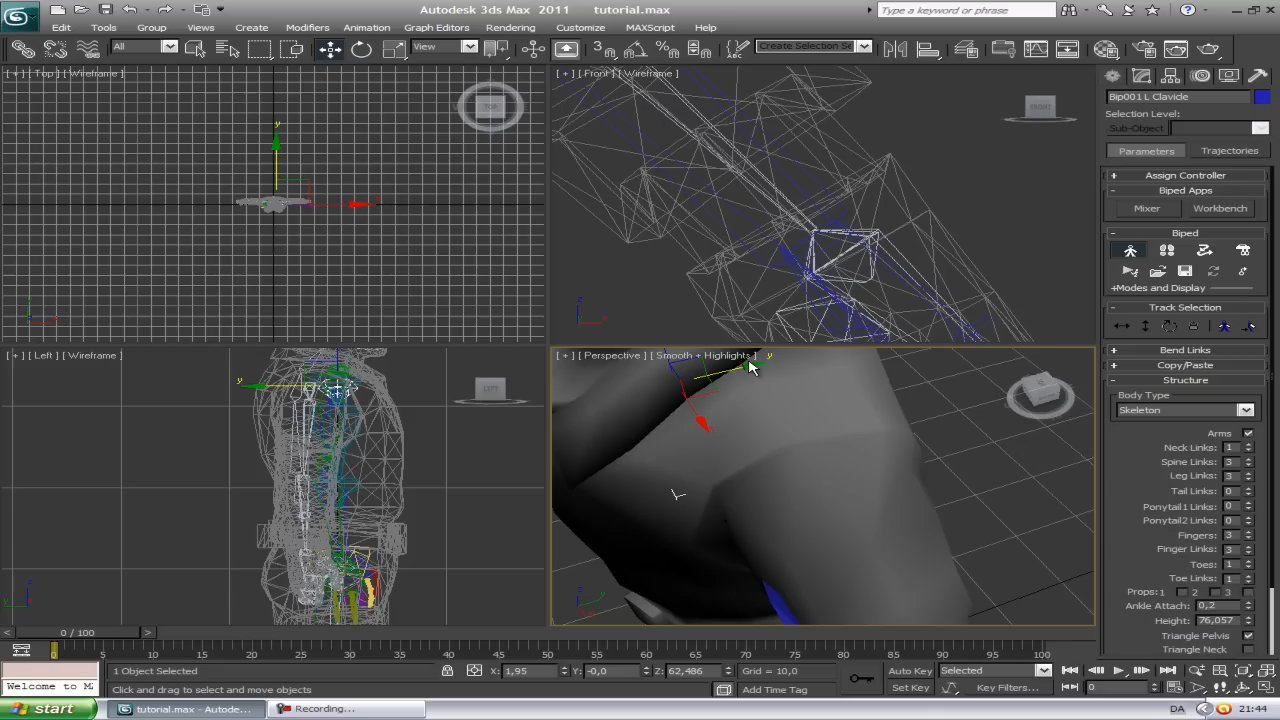 Autodesk 3ds Max 2011 tutorial.max
Type a keyword or phrase
Edit Tools Group Views Create Modifiers Animation Graph Editors Rendering Customize MAXScript Help
All View Create Selection Se
[ + ] [ Top ] [ Wireframe ]
TOP
y
[ + ] [ Front ] [ Wireframe ]
FRONT
[ + ] [ Left ] [ Wireframe ]
LEFT
y
[ + ] [ Perspective ] [ Smooth + Highlights ]
y
Bip001 L Clavicle
Selection Level:
Sub-Object
Parameters Trajectories
+ Assign Controller
- Biped Apps
Mixer Workbench
- Biped
+Modes and Display
- Track Selection
+ Bend Links
+ Copy/Paste
- Structure
Body Type
Skeleton
Arms
Neck Links: 1
Spine Links: 3
Leg Links: 3
Tail Links: 0
Ponytail1 Links: 0
Ponytail2 Links: 0
Fingers: 3
Finger Links: 3
Toes: 1
Toe Links: 1
Props: 1 2 3
Ankle Attach: 0,2
Height: 76,057
Triangle Pelvis
Triangle Neck
< 0 / 100 >
0 5 10 15 20 25 30 35 40 45 50 55 60 65 70 75 80 85 90 95 100
1 Object Selected X: 1,95 Y: -0,0 Z: 62,486 Grid = 10,0 Auto Key Selected
Welcome to MA Click and drag to select and move objects Add Time Tag Set Key Key Filters... 0
start tutorial.max - Autode... Recording... DA 21:44